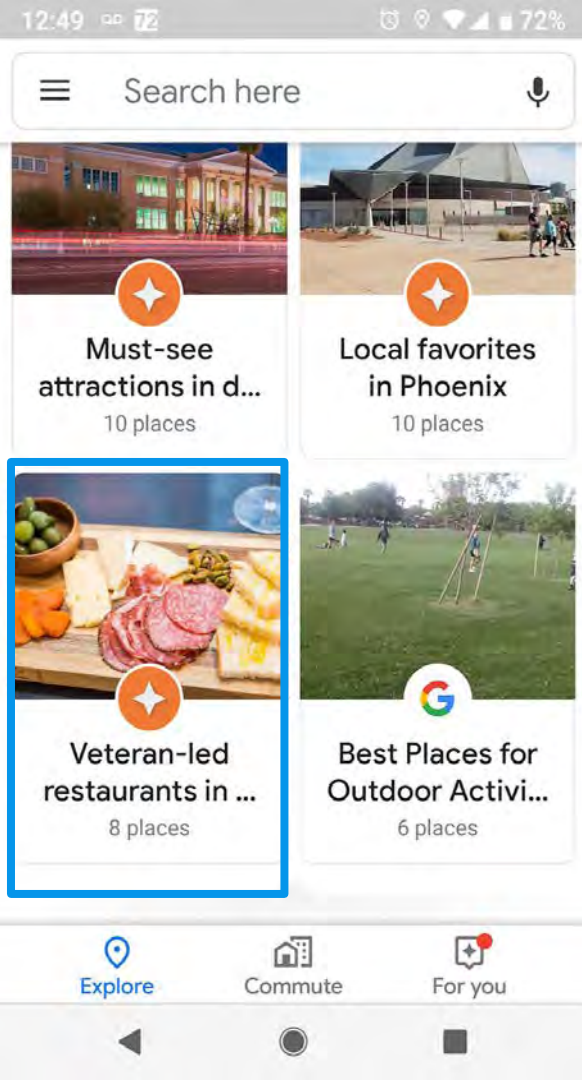 12:49 72 72%
Search here
Must-see
attractions in d...
10 places
Local favorites
in Phoenix
10 places
Veteran-led
restaurants in ...
8 places
Best Places for
Outdoor Activi...
6 places
Explore
Commute
For you